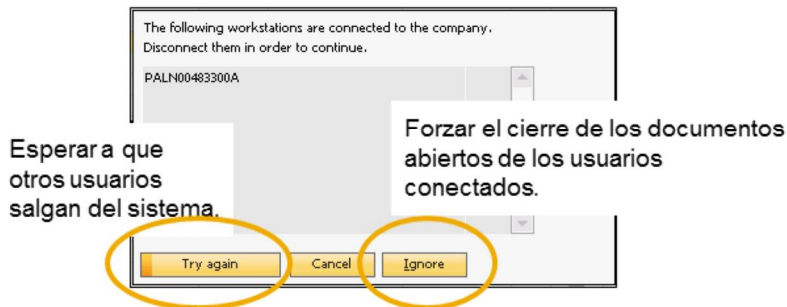 The following workstations are connected to the company.
Disconnect them in order to continue.
PALN00483300A
Forzar el cierre de los documentos
abiertos de los usuarios
conectados.
Esperar a que
otros usuarios
salgan del sistema.
Try again
Cancel
Ignore